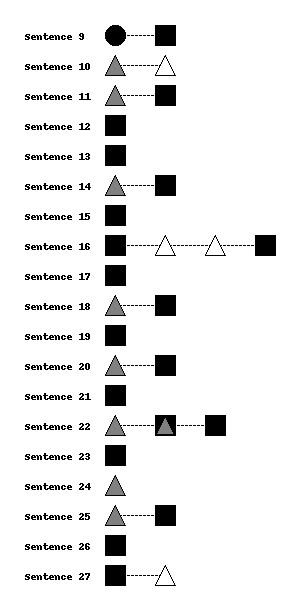 Sentence 9
Sentence 10
Sentence 11
Sentence 12
Sentence 13
Sentence 14
Sentence 15
Sentence 16
Sentence 17
Sentence 18
Sentence 19
Sentence 20
Sentence 21
Sentence 22
Sentence 23
Sentence 24
Sentence 25
Sentence 26
Sentence 27